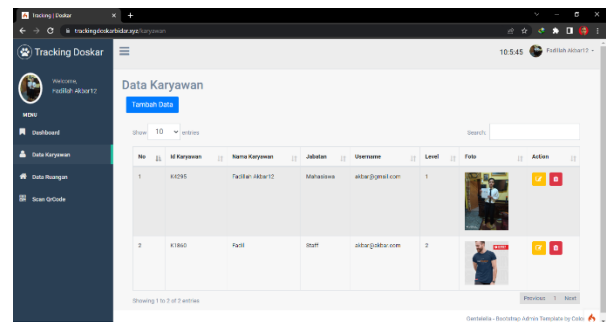 Tracking | Doskar
trackingdoskarbidar.xyz/karyawan
Tracking Doskar
10:5:45
Fadillah Akbar12
Welcome,
Fadillah Akbar12
MENU
Dashboard
Data Karyawan
Data Ruangan
Scan QrCode
Data Karyawan
Tambah Data
Show 10 entries
Search:
No Id Karyawan Nama Karyawan Jabatan Username Level Foto Action
1 K4295 Fadillah Akbar12 Mahasiswa akbar@gmail.com 1
2 K1860 Fadil Staff akbar@akbar.com 2
Showing 1 to 2 of 2 entries
Previous 1 Next
Gentelella - Bootstrap Admin Template by Colorl